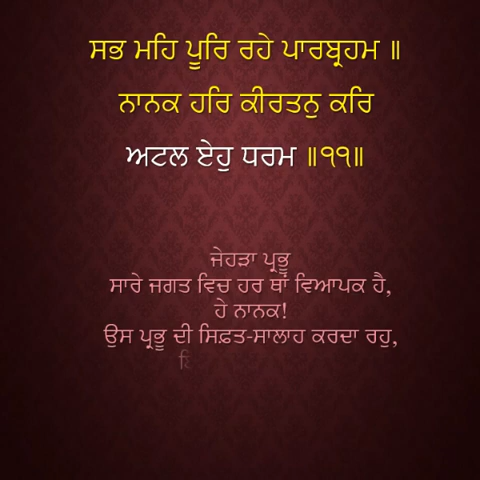 ਸਭ ਮਹਿ ਪੂਰਿ ਰਹੇ ਪਾਰਬ੍ਰਹਮ ॥
ਨਾਨਕ ਹਰਿ ਕੀਰਤਨੁ ਕਰਿ
ਅਟਲ ਏਹੁ ਧਰਮ ॥੧੧॥
ਜੇਹੜਾ ਪ੍ਰਭੂ
ਸਾਰੇ ਜਗਤ ਵਿਚ ਹਰ ਥਾਂ ਵਿਆਪਕ ਹੈ,
ਹੇ ਨਾਨਕ!
ਉਸ ਪ੍ਰਭੂ ਦੀ ਸਿਫ਼ਤ-ਸਾਲਾਹ ਕਰਦਾ ਰਹੁ,